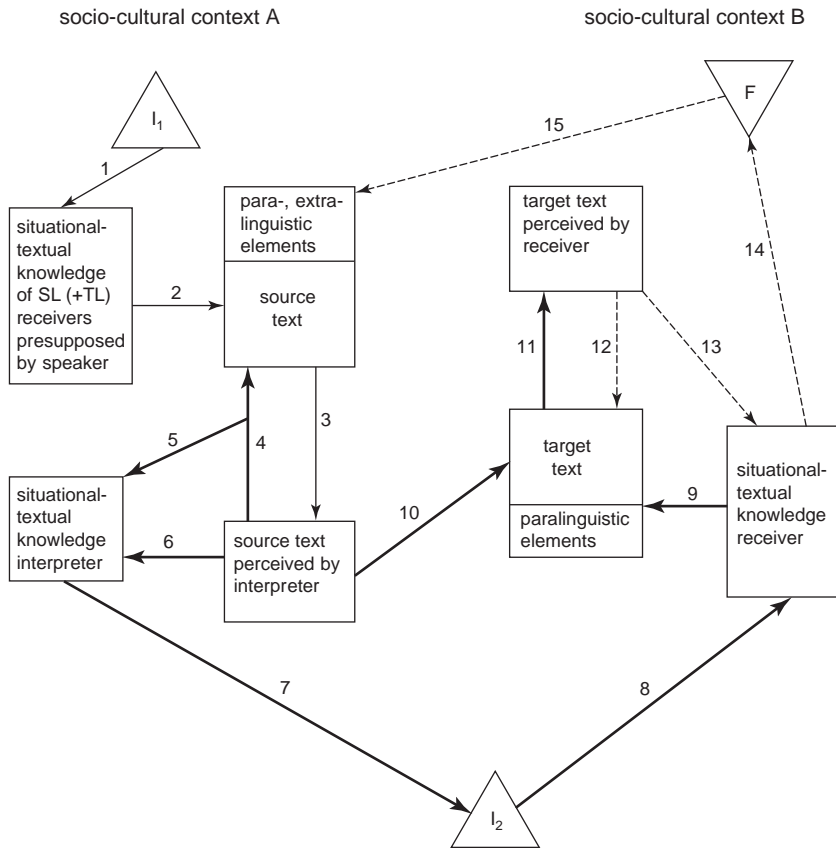 socio-cultural context A
socio-cultural context B
I₁
F
1
15
situational-
textual
knowledge
of SL (+TL)
receivers
presupposed
by speaker
2
para-, extra-
linguistic
elements
source
text
target text
perceived by
receiver
14
11
12
13
3
4
5
situational-
textual
knowledge
interpreter
6
source text
perceived by
interpreter
10
target
text
paralinguistic
elements
9
situational-
textual
knowledge
receiver
7
8
I₂